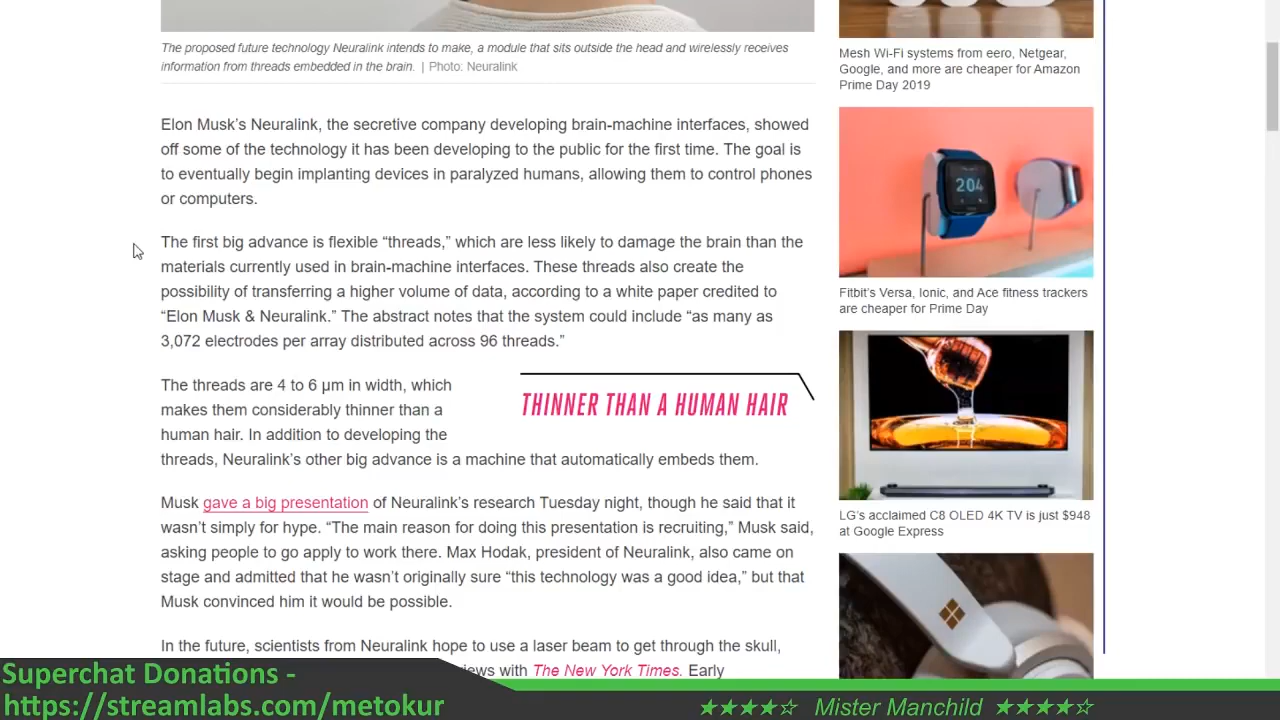 The proposed future technology Neuralink intends to make, a module that sits outside the head and wirelessly receives
information from threads embedded in the brain. | Photo: Neuralink
Elon Musk’s Neuralink, the secretive company developing brain-machine interfaces, showed
off some of the technology it has been developing to the public for the first time. The goal is
to eventually begin implanting devices in paralyzed humans, allowing them to control phones
or computers.
The first big advance is flexible “threads,” which are less likely to damage the brain than the
materials currently used in brain-machine interfaces. These threads also create the
possibility of transferring a higher volume of data, according to a white paper credited to
“Elon Musk & Neuralink.” The abstract notes that the system could include “as many as
3,072 electrodes per array distributed across 96 threads.”
The threads are 4 to 6 μm in width, which
makes them considerably thinner than a
human hair. In addition to developing the
threads, Neuralink’s other big advance is a machine that automatically embeds them.
THINNER THAN A HUMAN HAIR
Musk gave a big presentation of Neuralink’s research Tuesday night, though he said that it
wasn’t simply for hype. “The main reason for doing this presentation is recruiting,” Musk said,
asking people to go apply to work there. Max Hodak, president of Neuralink, also came on
stage and admitted that he wasn’t originally sure “this technology was a good idea,” but that
Musk convinced him it would be possible.
In the future, scientists from Neuralink hope to use a laser beam to get through the skull,
views with The New York Times. Early
Mesh Wi-Fi systems from eero, Netgear,
Google, and more are cheaper for Amazon
Prime Day 2019
204
Fitbit’s Versa, Ionic, and Ace fitness trackers
are cheaper for Prime Day
LG’s acclaimed C8 OLED 4K TV is just $948
at Google Express
Superchat Donations -
https://streamlabs.com/metokur
★★★★☆ Mister Manchild ★★★★☆